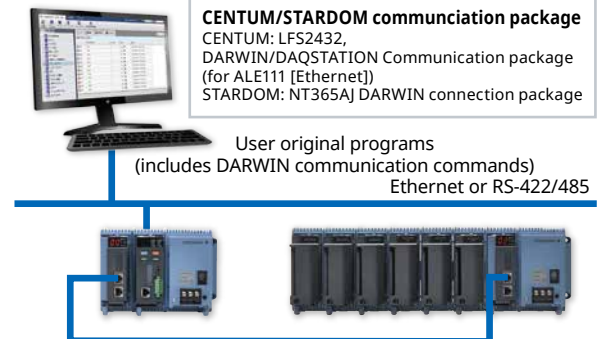 CENTUM/STARDOM communciation package
CENTUM: LFS2432,
DARWIN/DAQSTATION Communication package
(for ALE111 [Ethernet])
STARDOM: NT365AJ DARWIN connection package
User original programs
(includes DARWIN communication commands)
Ethernet or RS-422/485